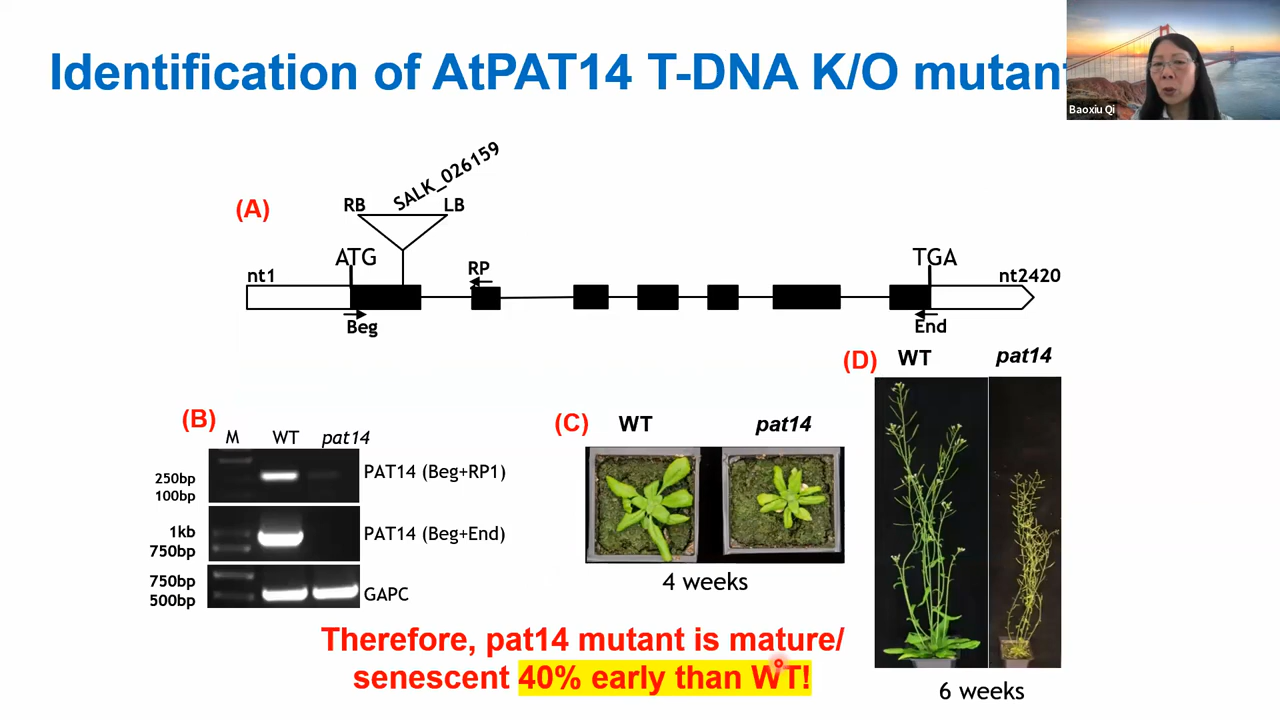 Identification of AtPAT14 T-DNA K/O mutant
Baoxiu Qi
(A)
SALK_026159
RB
LB
ATG
TGA
nt1
RP
nt2420
Beg
End
(B)
M
WT
pat14
250bp
100bp
PAT14 (Beg+RP1)
1kb
750bp
PAT14 (Beg+End)
750bp
500bp
GAPC
(C)
WT
pat14
4 weeks
(D)
WT
pat14
6 weeks
Therefore, pat14 mutant is mature/
senescent 40% early than WT!